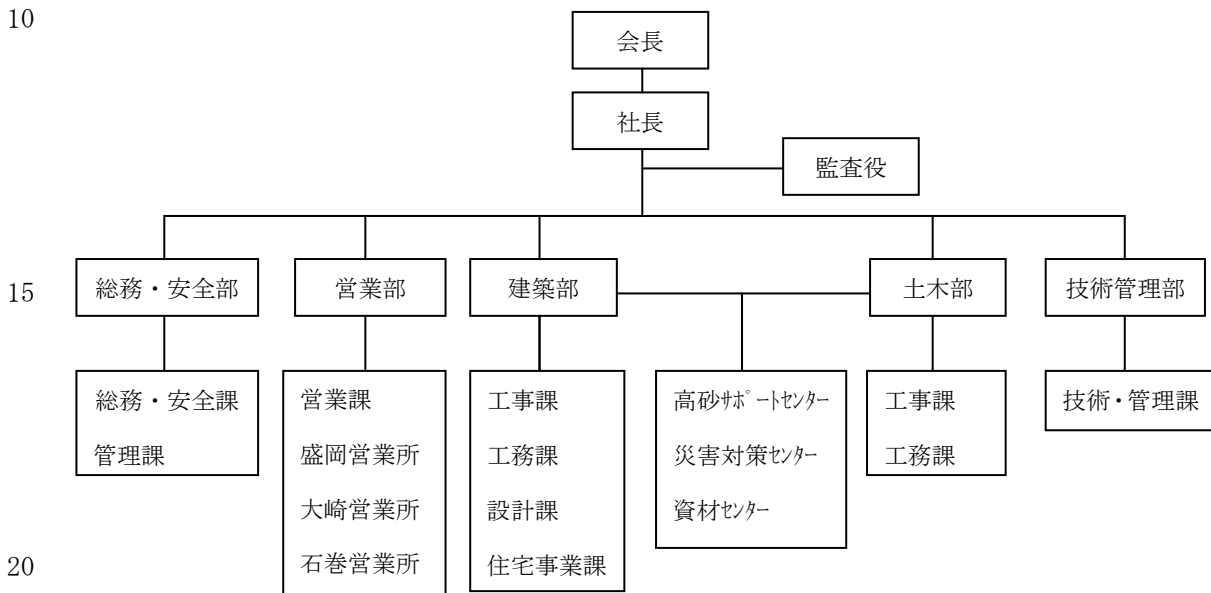 10
会長
社長
監査役
15
総務・安全部
営業部
建築部
土木部
技術管理部
総務・安全課
管理課
営業課
盛岡営業所
大崎営業所
石巻営業所
工事課
工務課
設計課
住宅事業課
高砂ｻﾎﾟｰﾄｾﾝﾀｰ
災害対策ｾﾝﾀｰ
資材ｾﾝﾀｰ
工事課
工務課
技術・管理課
20